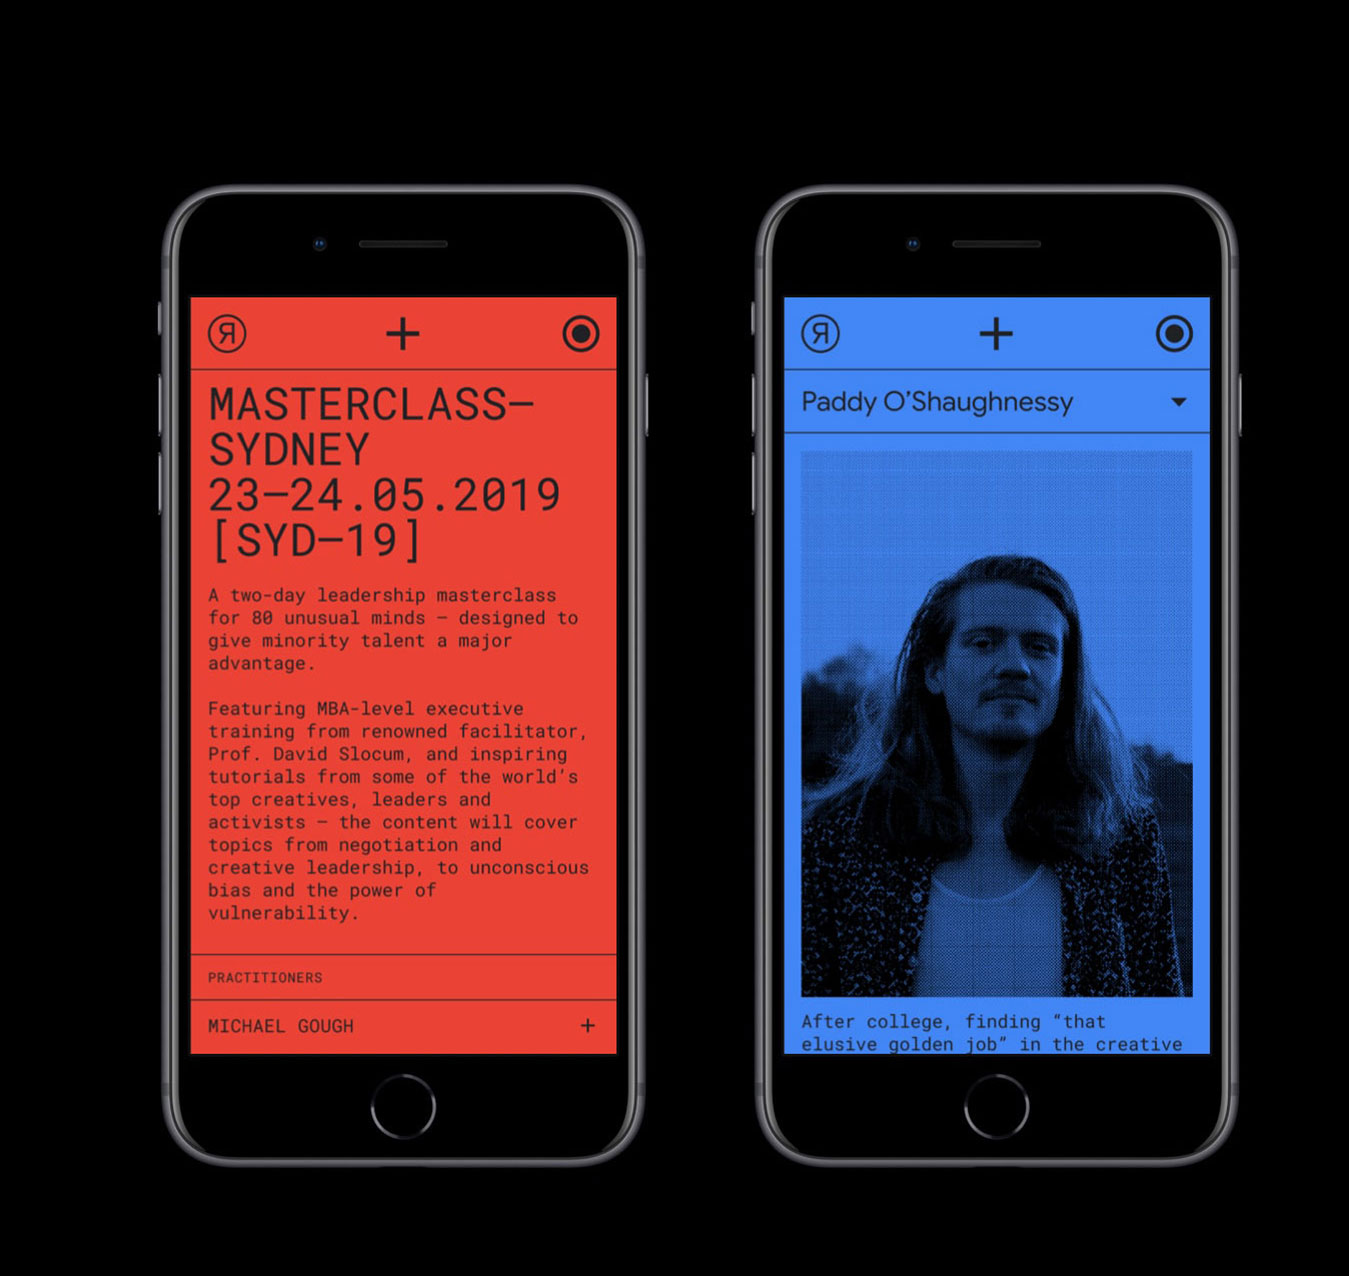 Я
MASTERCLASS—
SYDNEY
23—24.05.2019
[SYD—19]
A two-day leadership masterclass
for 80 unusual minds — designed to
give minority talent a major
advantage.
Featuring MBA-level executive
training from renowned facilitator,
Prof. David Slocum, and inspiring
tutorials from some of the world's
top creatives, leaders and
activists — the content will cover
topics from negotiation and
creative leadership, to unconscious
bias and the power of
vulnerability.
PRACTITIONERS
MICHAEL GOUGH +
Я
Paddy O’Shaughnessy
After college, finding “that
elusive golden job” in the creative